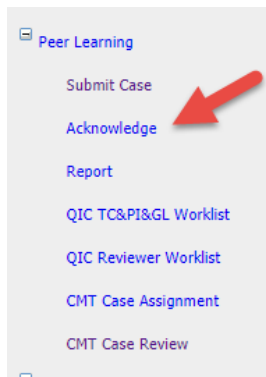 Peer Learning
Submit Case
Acknowledge
Report
QIC TC&PI&GL Worklist
QIC Reviewer Worklist
CMT Case Assignment
CMT Case Review